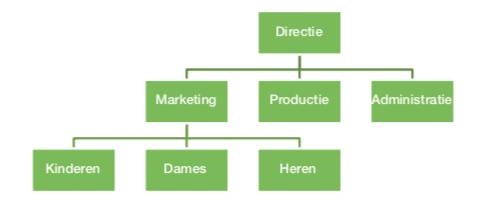 Directie
Marketing Productie Administratie
Kinderen Dames Heren